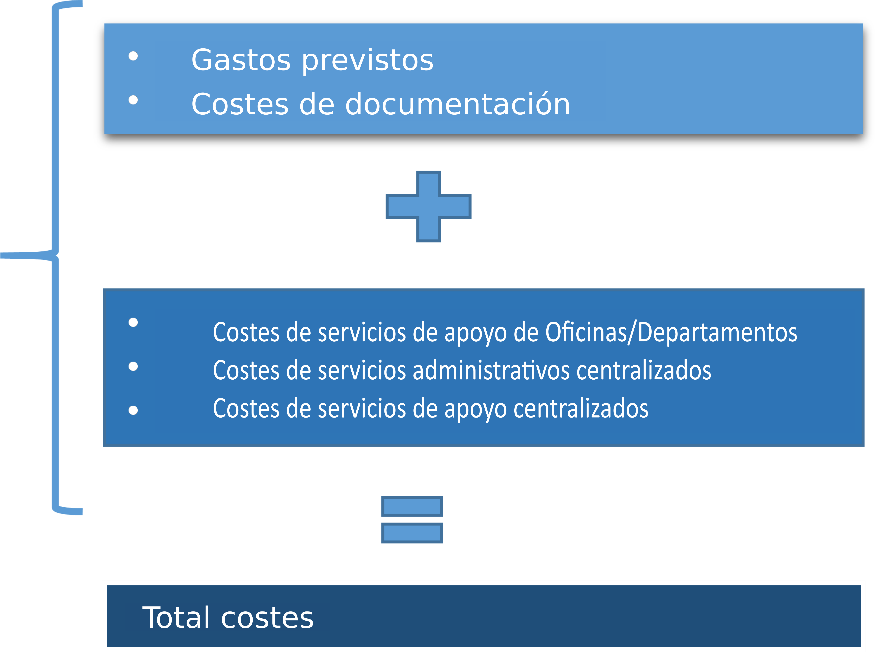 • Gastos previstos
• Costes de documentación
• Costes de servicios de apoyo de Oficinas/Departamentos
• Costes de servicios administrativos centralizados
• Costes de servicios de apoyo centralizados
Total costes